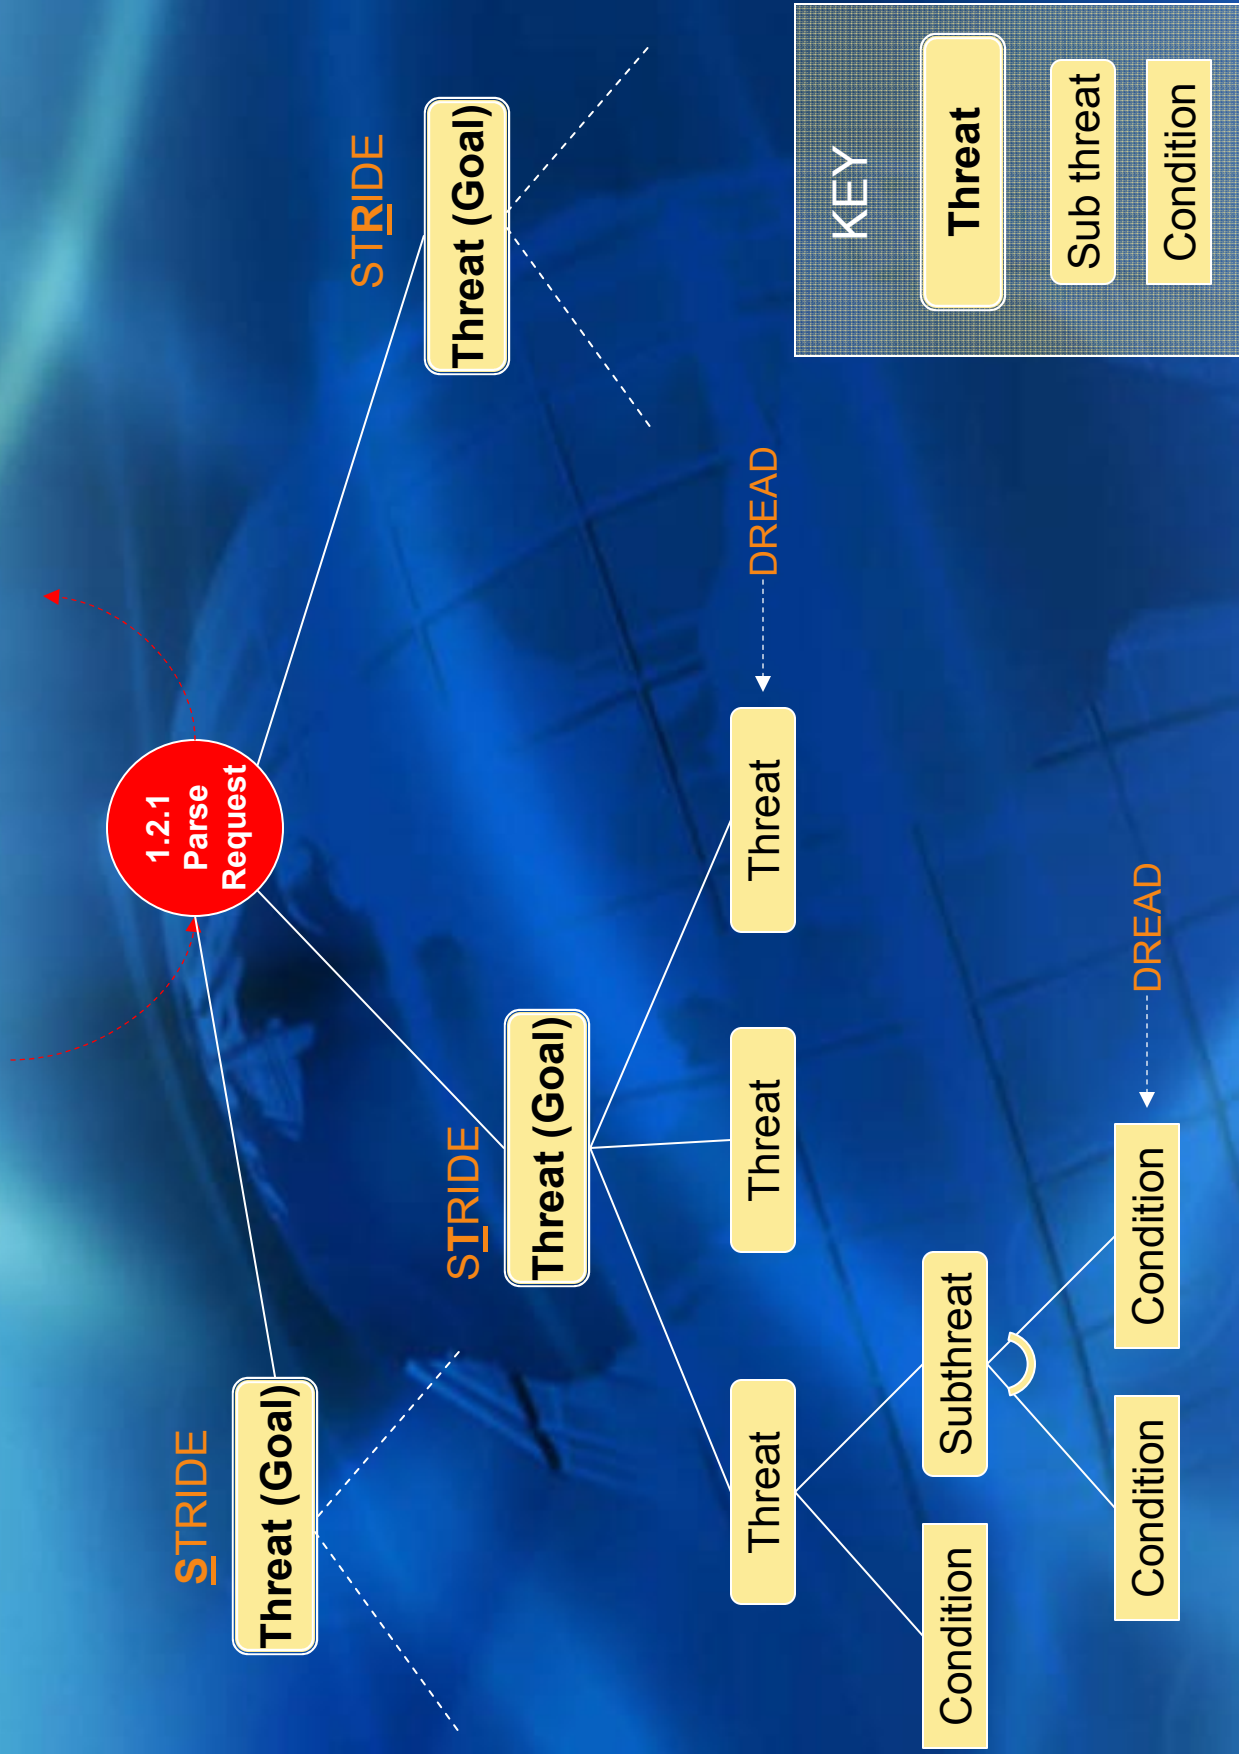 1.2.1
Parse
Request
STRIDE
Threat (Goal)
STRIDE
Threat (Goal)
STRIDE
Threat (Goal)
Threat
Threat
Threat
DREAD
Condition
Subthreat
Condition
Condition
DREAD
KEY
Threat
Sub threat
Condition